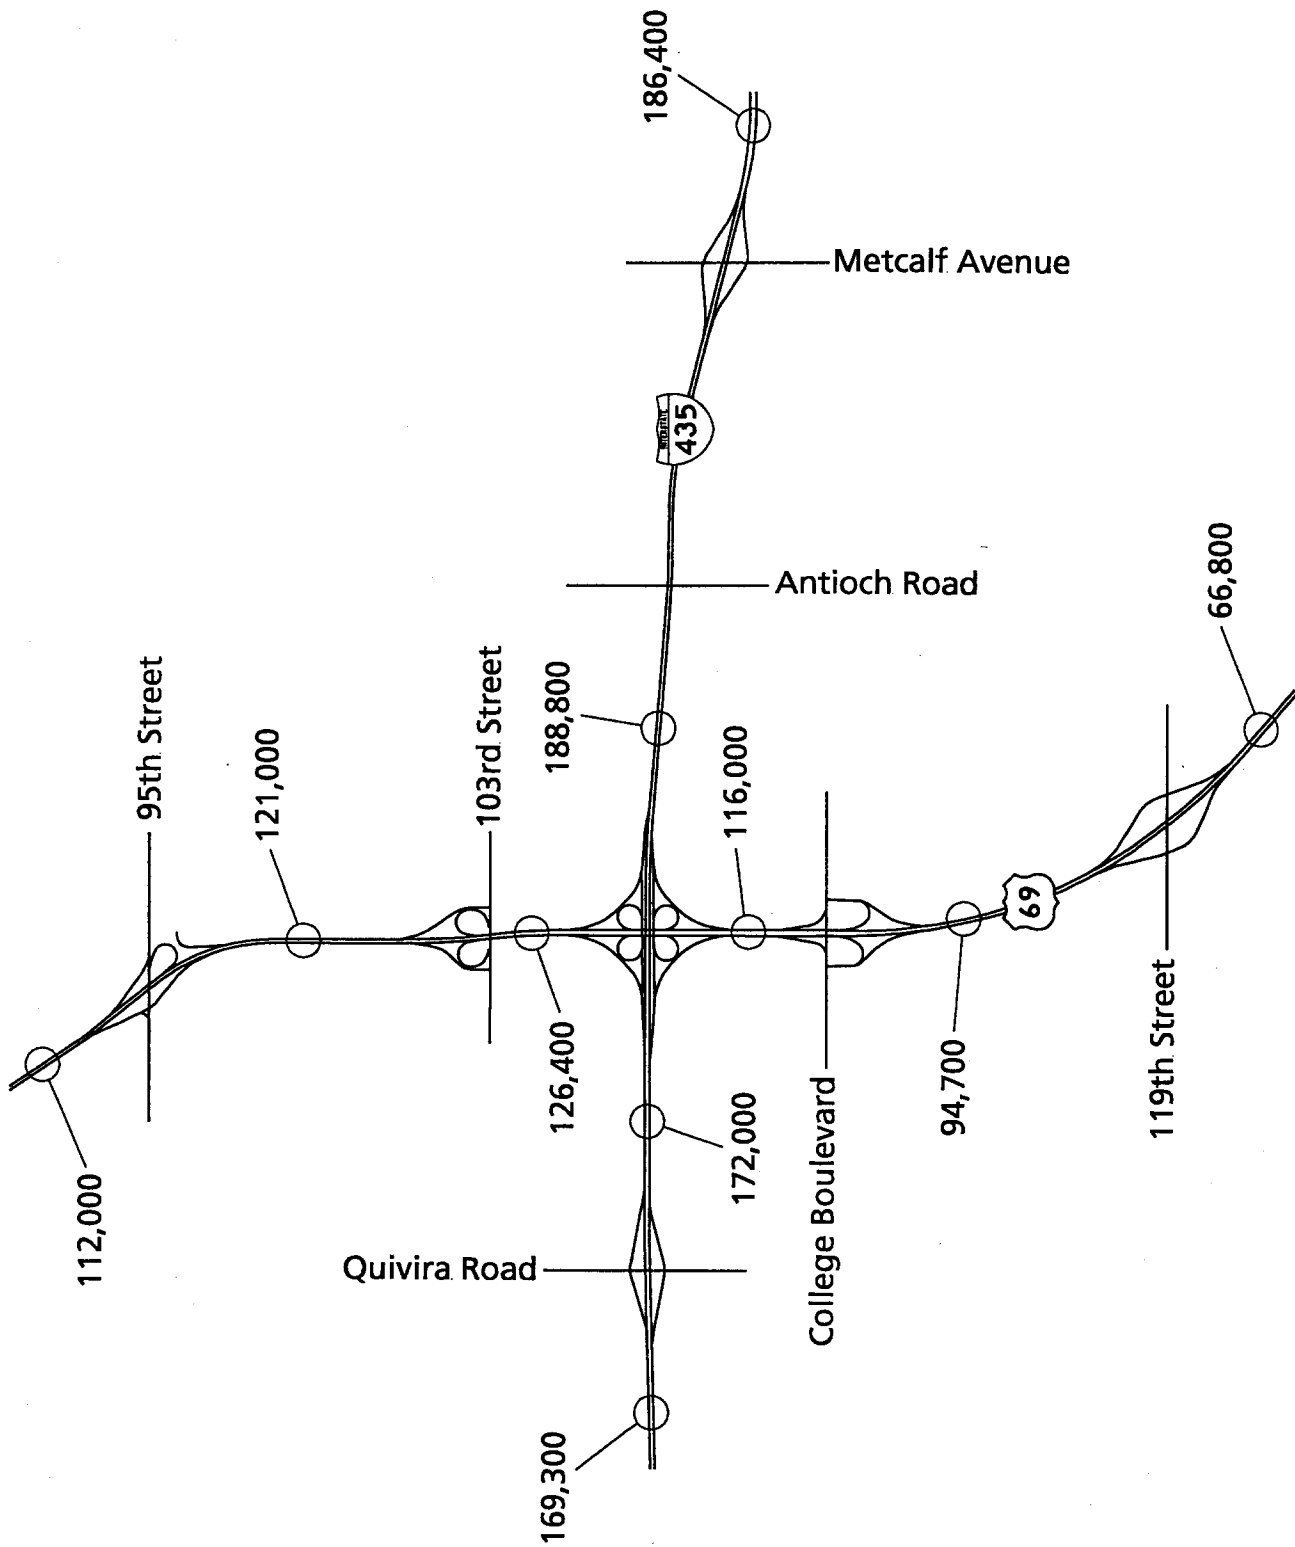 186,400
Metcalf Avenue
INTERSTATE
435
Antioch Road
66,800
95th Street
121,000
103rd Street
188,800
116,000
69
112,000
126,400
172,000
College Boulevard
94,700
119th Street
Quivira Road
169,300